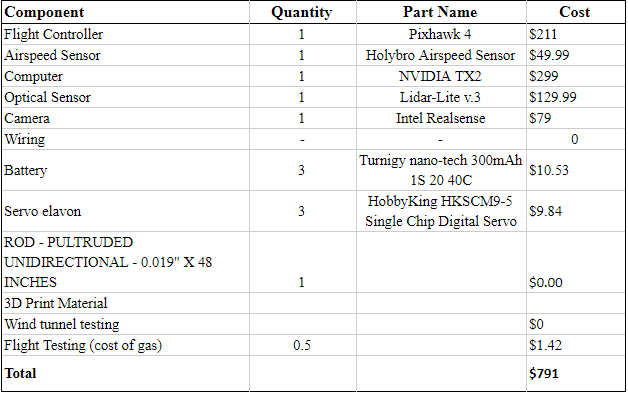 Component Quantity Part Name Cost
Flight Controller 1 Pixhawk 4 $211
Airspeed Sensor 1 Holybro Airspeed Sensor $49.99
Computer 1 NVIDIA TX2 $299
Optical Sensor 1 Lidar-Lite v.3 $129.99
Camera 1 Intel Realsense $79
Wiring - - 0
Battery 3 Turnigy nano-tech 300mAh $10.53
1S 20 40C
Servo elavon 3 HobbyKing HKSCM9-5 $9.84
Single Chip Digital Servo
ROD - PULTRUDED
UNIDIRECTIONAL - 0.019" X 48
INCHES 1 $0.00
3D Print Material
Wind tunnel testing $0
Flight Testing (cost of gas) 0.5 $1.42
Total $791